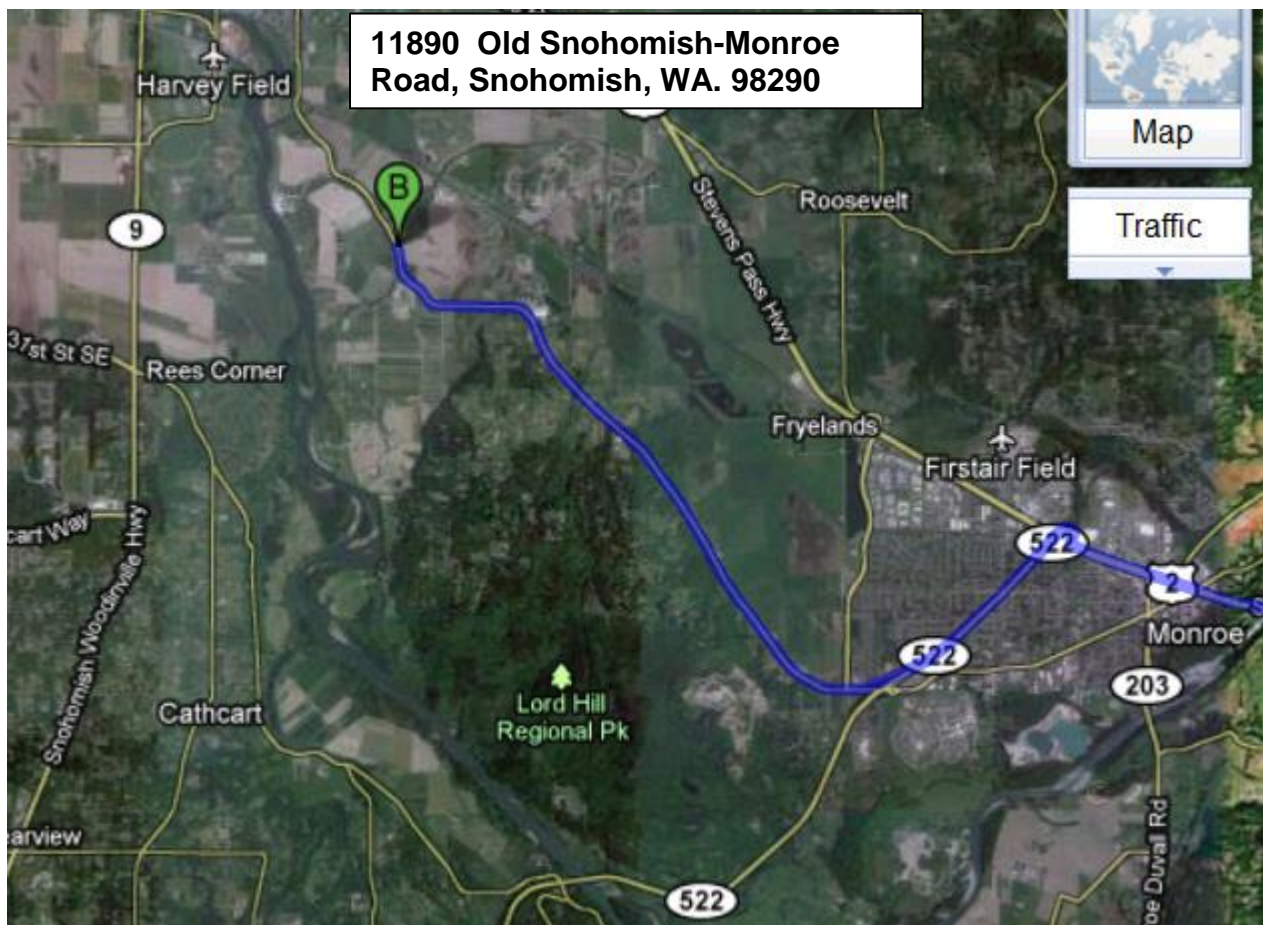 11890 Old Snohomish-Monroe
Road, Snohomish, WA. 98290
Harvey Field
Map
B
Roosevelt
Stevens Pass Hwy
9
Traffic
31st St SE
Rees Corner
Fryelands
Firstair Field
522
2
Snohomish Woodinville Hwy
Monroe
522
203
Lord Hill
Regional Pk
Cathcart
522